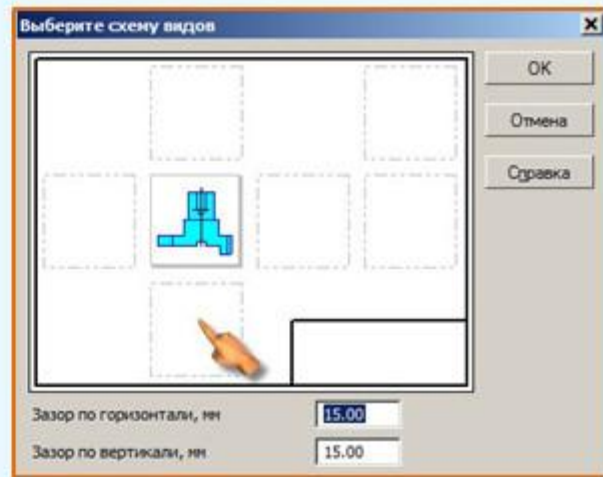 Выберите схему видов
OK
Отмена
Справка
Зазор по горизонтали, мм
15.00
Зазор по вертикали, мм
15.00